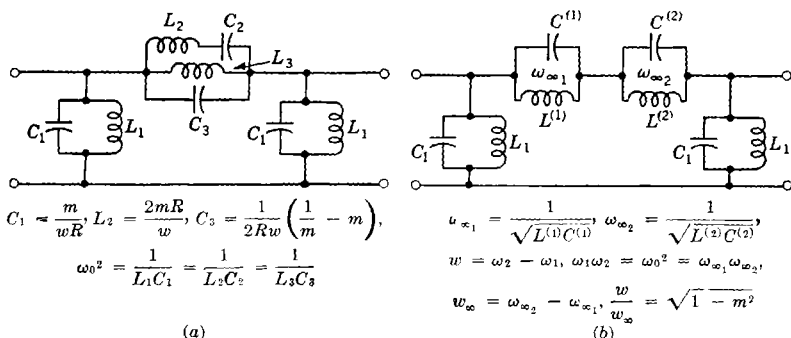 L₂ C₂
L₃
C₁ L₁ C₃ C₁ L₁
C₁ = m/wR, L₂ = 2mR/w, C₃ = 1/2Rw (1/m − m),
ω₀² = 1/L₁C₁ = 1/L₂C₂ = 1/L₃C₃
(a)
C⁽¹⁾ C⁽²⁾
ω∞₁ ω∞₂
L⁽¹⁾ L⁽²⁾
C₁ L₁ C₁ L₁
ω∞₁ = 1/√(L⁽¹⁾C⁽¹⁾), ω∞₂ = 1/√(L⁽²⁾C⁽²⁾),
w = ω₂ − ω₁, ω₁ω₂ = ω₀² = ω∞₁ω∞₂,
w∞ = ω∞₂ − ω∞₁, w/w∞ = √(1 − m²)
(b)